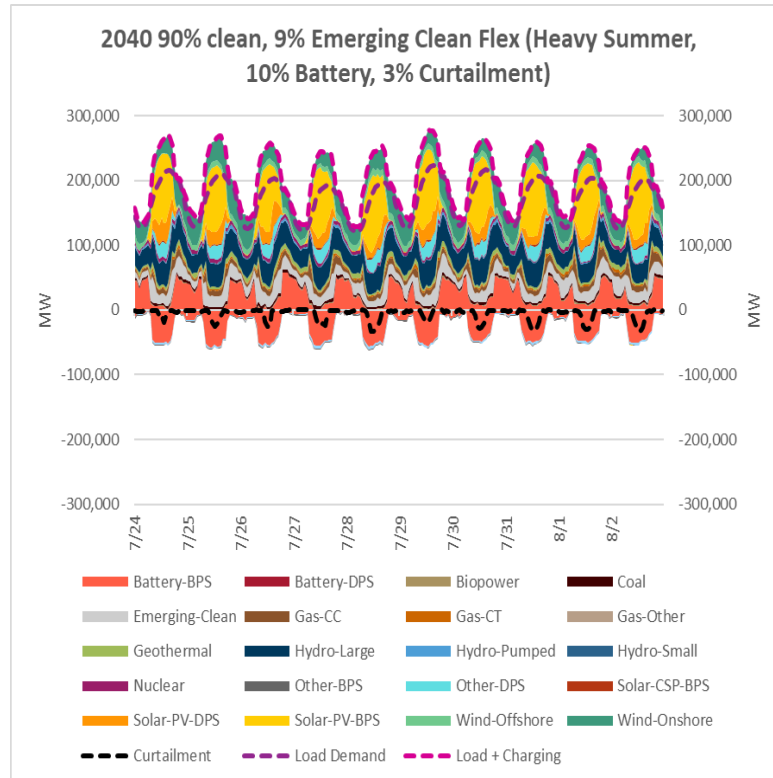 2040 90% clean, 9% Emerging Clean Flex (Heavy Summer,
10% Battery, 3% Curtailment)
300,000 300,000
200,000 200,000
100,000 100,000
0 0
-100,000 -100,000
-200,000 -200,000
-300,000 -300,000
MW MW
7/24 7/25 7/26 7/27 7/28 7/29 7/30 7/31 8/1 8/2
Battery-BPS Battery-DPS Biopower Coal
Emerging-Clean Gas-CC Gas-CT Gas-Other
Geothermal Hydro-Large Hydro-Pumped Hydro-Small
Nuclear Other-BPS Other-DPS Solar-CSP-BPS
Solar-PV-DPS Solar-PV-BPS Wind-Offshore Wind-Onshore
Curtailment Load Demand Load + Charging